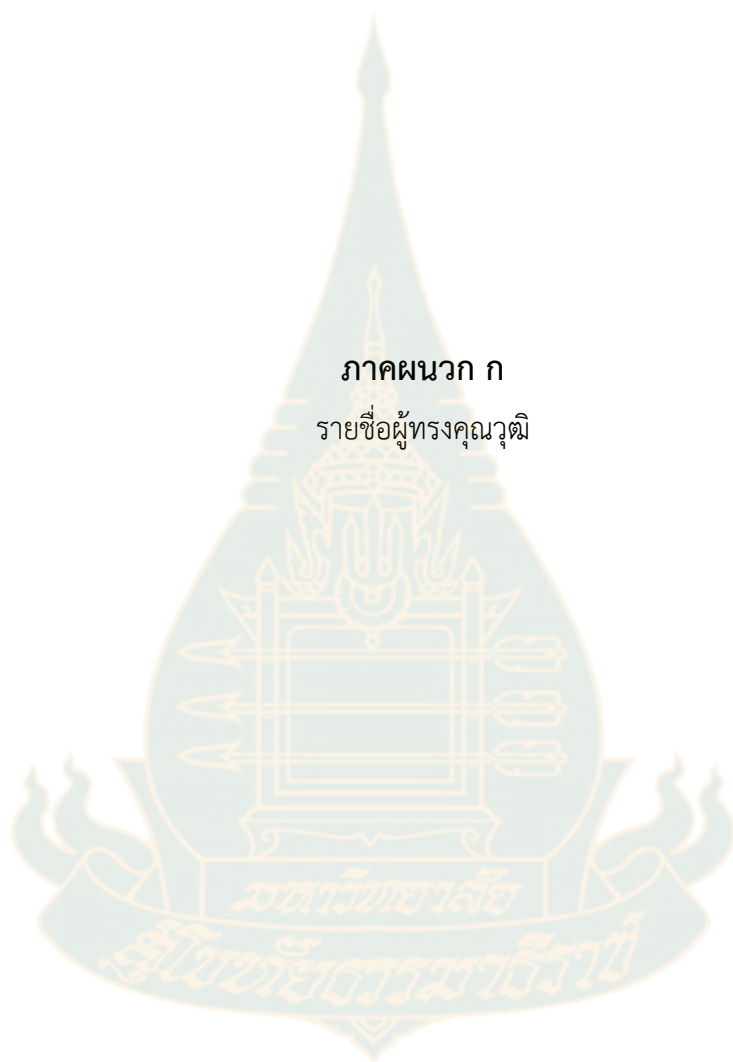 ภาคผนวก ก
รายชื่อผู้ทรงคุณวุฒิ
มหาวิทยาลัย
สุโขทัยธรรมาธิราช